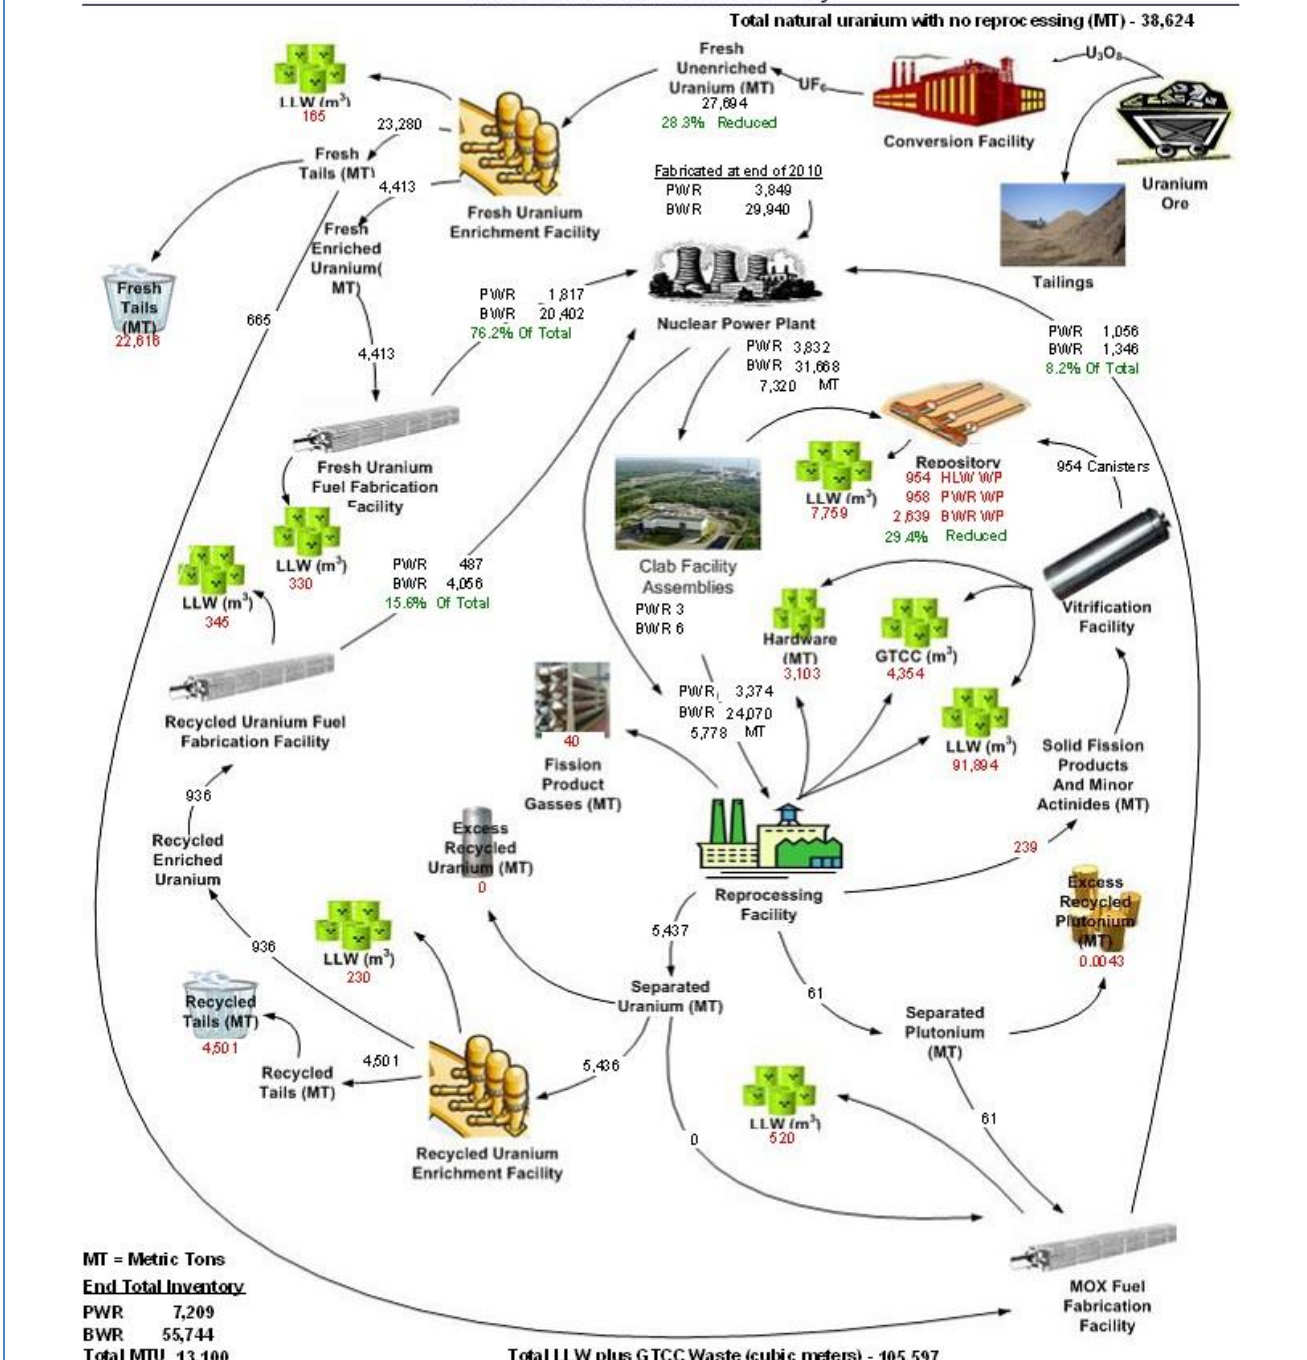 Total natural uranium with no reprocessing (MT) - 38,624
Fresh
Unenriched
Uranium (MT)
27,694
28.3% Reduced
UF6
U3O8
Conversion Facility
Uranium
Ore
Tailings
LLW (m3)
165
23,280
Fresh
Tails (MT)
4,413
Fresh Uranium
Enrichment Facility
Fresh
Enriched
Uranium(
MT)
Fresh
Tails
(MT)
22,616
665
4,413
Fabricated at end of 2010
PWR 3,849
BWR 29,940
PWR 1,817
BWR 20,402
76.2% Of Total
Nuclear Power Plant
PWR 3,832
BWR 31,668
7,320 MT
PWR 1,056
BWR 1,346
8.2% Of Total
Fresh Uranium
Fuel Fabrication
Facility
LLW (m3)
330
LLW (m3)
345
PWR 487
BWR 4,056
15.6% Of Total
Clab Facility
Assemblies
PWR 3
BWR 6
LLW (m3)
7,759
Repository
954 HLW WP
958 PWR WP
2,639 BWR WP
29.4% Reduced
954 Canisters
Vitrification
Facility
Hardware
(MT)
3,103
GTCC (m3)
4,354
LLW (m3)
91,894
Solid Fission
Products
And Minor
Actinides (MT)
Recycled Uranium Fuel
Fabrication Facility
PWR 3,374
BWR 24,070
5,778 MT
40
Fission
Product
Gasses (MT)
936
Recycled
Enriched
Uranium
Excess
Recycled
Uranium (MT)
0
Reprocessing
Facility
239
Excess
Recycled
Plutonium
(MT)
0.0043
936
LLW (m3)
230
5,437
Separated
Uranium (MT)
61
Separated
Plutonium
(MT)
Recycled
Tails (MT)
4,501
Recycled
Tails (MT)
4,501
5,436
Recycled Uranium
Enrichment Facility
0
LLW (m3)
520
61
MOX Fuel
Fabrication
Facility
MT = Metric Tons
End Total Inventory
PWR 7,209
BWR 55,744
Total MTU 13,100
Total LLW plus GTCC Waste (cubic meters) - 105,597